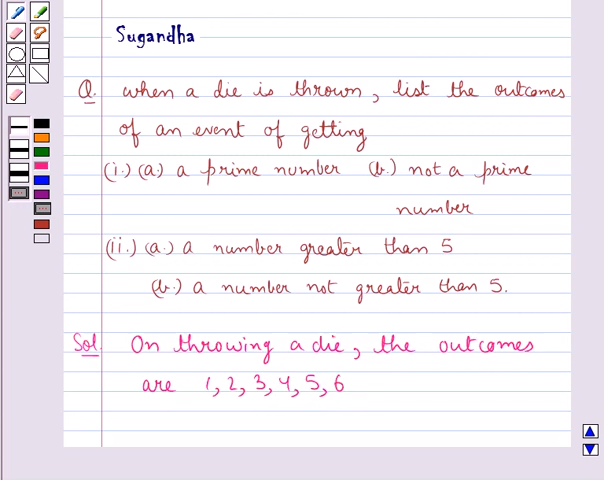 Sugandha
Q. when a die is thrown, list the outcomes
of an event of getting
(i.) (a.) a prime number (b.) not a prime
number
(ii.) (a.) a number greater than 5
(b.) a number not greater than 5.
Sol. On throwing a die, the outcomes
are 1, 2, 3, 4, 5, 6